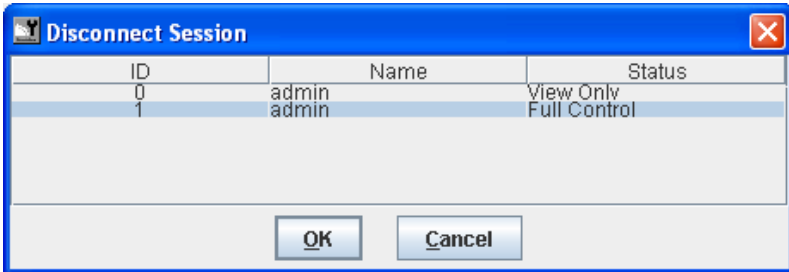 Disconnect Session
ID Name Status
0 admin View Only
1 admin Full Control
OK Cancel